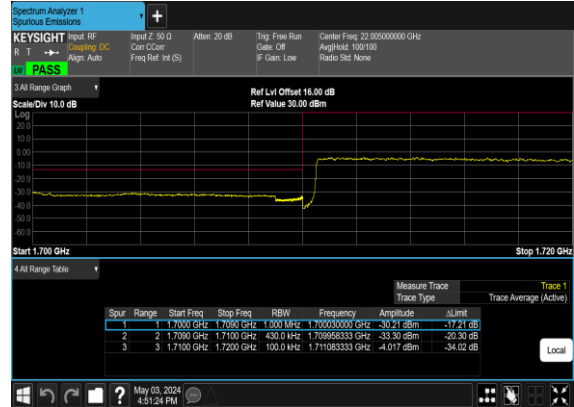 Spectrum Analyzer 1
Spurious Emissions
KEYSIGHT Input: RF Input Z: 50 Ω Atten: 20 dB Trig: Free Run Center Freq: 22.005000000 GHz
R T Coupling: DC Corr CCorr Gate: Off Avg|Hold: 100/100
Align: Auto Freq Ref: Int (S) IF Gain: Low Radio Std: None
PASS
3 All Range Graph
Ref Lvl Offset 16.00 dB
Scale/Div 10.0 dB Ref Value 30.00 dBm
Log
20.0
10.0
0.00
-10.0
-20.0
-30.0
-40.0
-50.0
-60.0
Start 1.700 GHz Stop 1.720 GHz
4 All Range Table
Measure Trace Trace 1
Trace Type Trace Average (Active)
Spur Range Start Freq Stop Freq RBW Frequency Amplitude ΔLimit
1 1 1.7000 GHz 1.7090 GHz 1.000 MHz 1.700030000 GHz -30.21 dBm -17.21 dB
2 2 1.7090 GHz 1.7100 GHz 430.0 kHz 1.709958333 GHz -33.30 dBm -20.30 dB
3 3 1.7100 GHz 1.7200 GHz 100.0 kHz 1.711083333 GHz -4.017 dBm -34.02 dB
Local
? May 03, 2024
4:51:24 PM